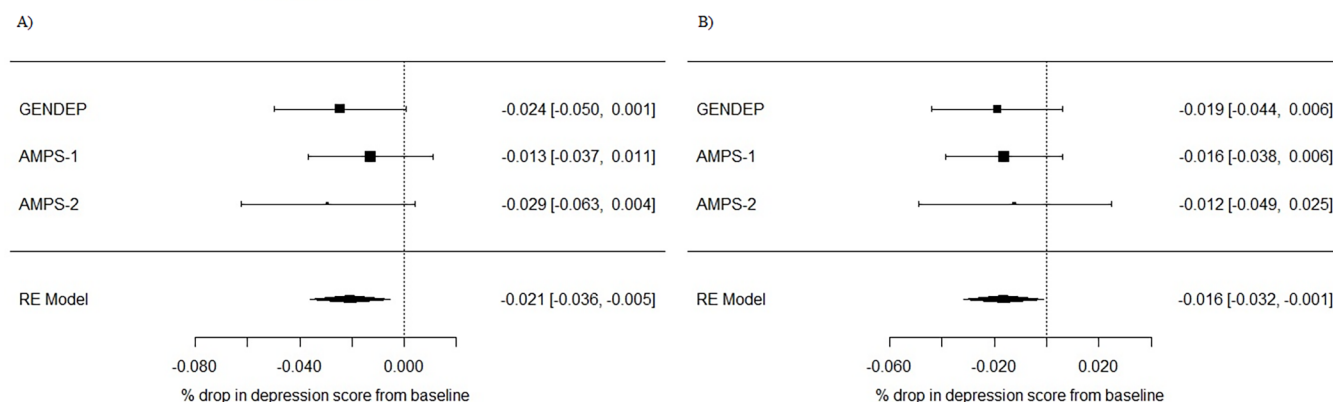 A)
GENDEP -0.024 [-0.050, 0.001]
AMPS-1 -0.013 [-0.037, 0.011]
AMPS-2 -0.029 [-0.063, 0.004]
RE Model -0.021 [-0.036, -0.005]
-0.080 -0.040 0.000
% drop in depression score from baseline
B)
GENDEP -0.019 [-0.044, 0.006]
AMPS-1 -0.016 [-0.038, 0.006]
AMPS-2 -0.012 [-0.049, 0.025]
RE Model -0.016 [-0.032, -0.001]
-0.060 -0.020 0.020
% drop in depression score from baseline